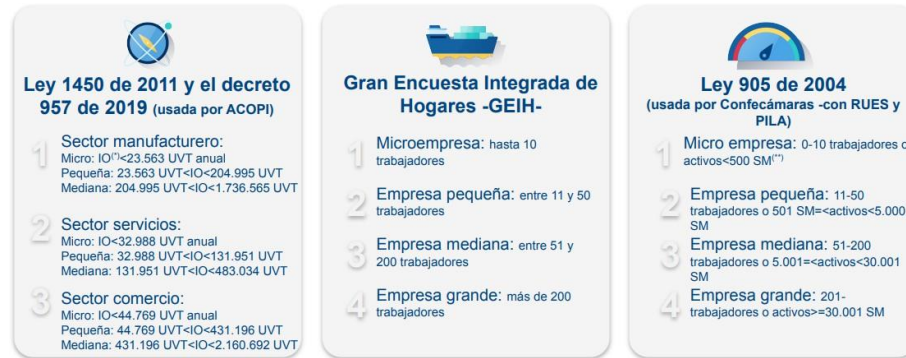 Ley 1450 de 2011 y el decreto
957 de 2019 (usada por ACOPI)
1
Sector manufacturero:
Micro: IO(*)<23.563 UVT anual
Pequeña: 23.563 UVT<IO<204.995 UVT
Mediana: 204.995 UVT<IO<1.736.565 UVT
2
Sector servicios:
Micro: IO<32.988 UVT anual
Pequeña: 32.988 UVT<IO<131.951 UVT
Mediana: 131.951 UVT<IO<483.034 UVT
3
Sector comercio:
Micro: IO<44.769 UVT anual
Pequeña: 44.769 UVT<IO<431.196 UVT
Mediana: 431.196 UVT<IO<2.160.692 UVT
Gran Encuesta Integrada de
Hogares -GEIH-
1
Microempresa: hasta 10
trabajadores
2
Empresa pequeña: entre 11 y 50
trabajadores
3
Empresa mediana: entre 51 y
200 trabajadores
4
Empresa grande: más de 200
trabajadores
Ley 905 de 2004
(usada por Confecámaras -con RUES y
PILA)
1
Micro empresa: 0-10 trabajadores o
activos<500 SM(**)
2
Empresa pequeña: 11-50
trabajadores o 501 SM=<activos<5.000
SM
3
Empresa mediana: 51-200
trabajadores o 5.001=<activos<30.001
SM
4
Empresa grande: 201-
trabajadores o activos>=30.001 SM